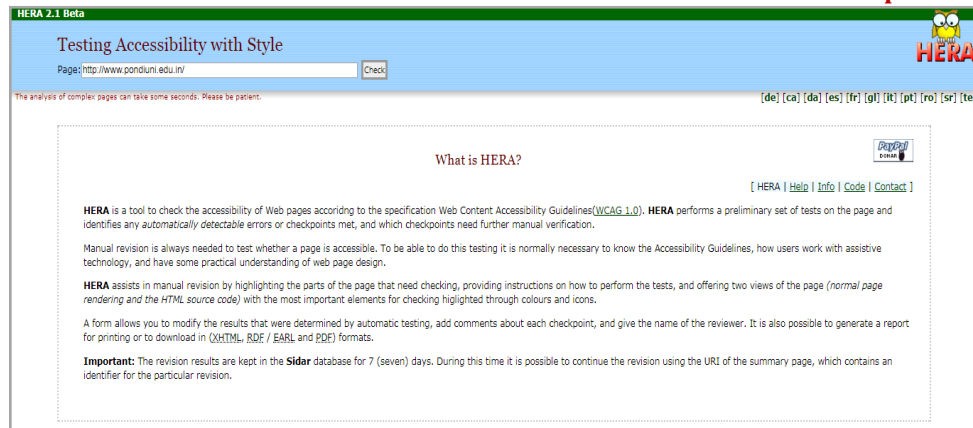 HERA 2.1 Beta
Testing Accessibility with Style
HERA
Page: http://www.pondiuni.edu.in/ Check
The analysis of complex pages can take some seconds. Please be patient.
[de] [ca] [da] [es] [fr] [gl] [it] [pt] [ro] [sr] [te
What is HERA?
PayPal
DONAR
[ HERA | Help | Info | Code | Contact ]
HERA is a tool to check the accessibility of Web pages accoridng to the specification Web Content Accessibility Guidelines(WCAG 1.0). HERA performs a preliminary set of tests on the page and
identifies any automatically detectable errors or checkpoints met, and which checkpoints need further manual verification.
Manual revision is always needed to test whether a page is accessible. To be able to do this testing it is normally necessary to know the Accessibility Guidelines, how users work with assistive
technology, and have some practical understanding of web page design.
HERA assists in manual revision by highlighting the parts of the page that need checking, providing instructions on how to perform the tests, and offering two views of the page (normal page
rendering and the HTML source code) with the most important elements for checking higlighted through colours and icons.
A form allows you to modify the results that were determined by automatic testing, add comments about each checkpoint, and give the name of the reviewer. It is also possible to generate a report
for printing or to download in (XHTML, RDF / EARL and PDF) formats.
Important: The revision results are kept in the Sidar database for 7 (seven) days. During this time it is possible to continue the revision using the URI of the summary page, which contains an
identifier for the particular revision.